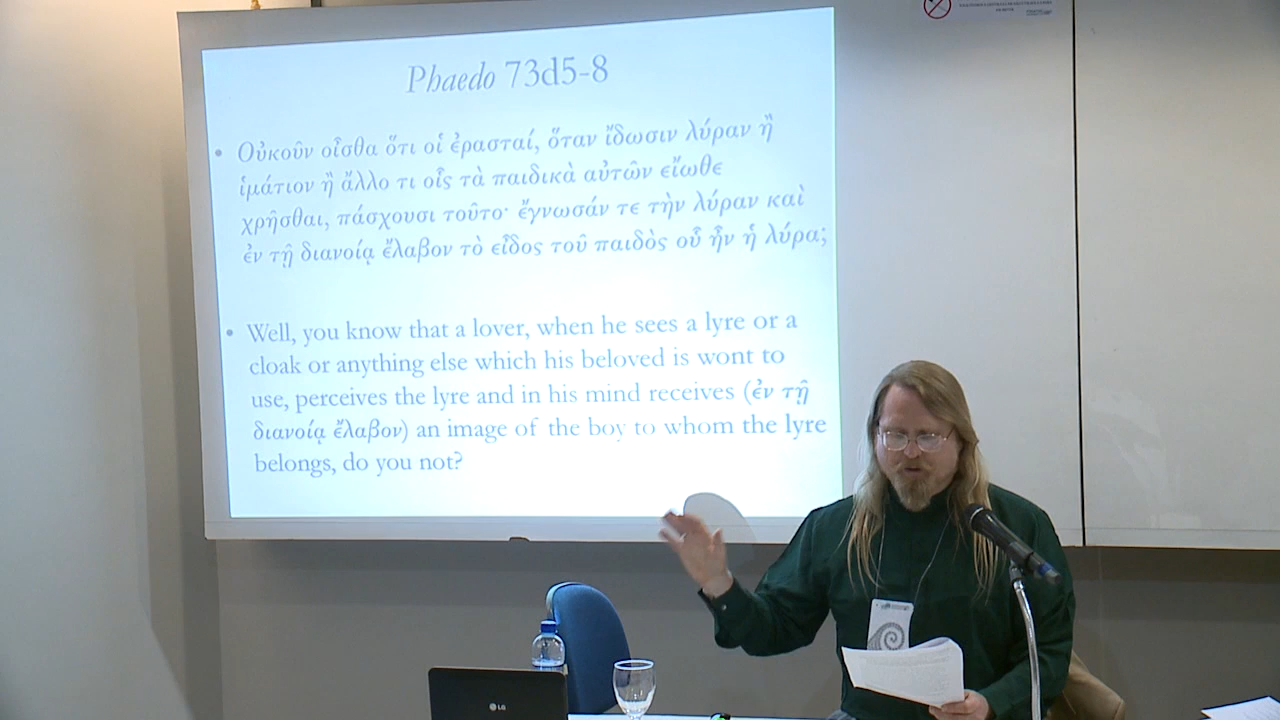 Phaedo 73d5-8
• Οὐκοῦν οἶσθα ὅτι οἱ ἐρασταί, ὅταν ἴδωσιν λύραν ἢ
ἱμάτιον ἢ ἄλλο τι οἷς τὰ παιδικὰ αὐτῶν εἴωθε
χρῆσθαι, πάσχουσι τοῦτο· ἔγνωσάν τε τὴν λύραν καὶ
ἐν τῇ διανοίᾳ ἔλαβον τὸ εἶδος τοῦ παιδὸς οὗ ἦν ἡ λύρα;
• Well, you know that a lover, when he sees a lyre or a
cloak or anything else which his beloved is wont to
use, perceives the lyre and in his mind receives (ἐν τῇ
διανοίᾳ ἔλαβον) an image of the boy to whom the lyre
belongs, do you not?
LG